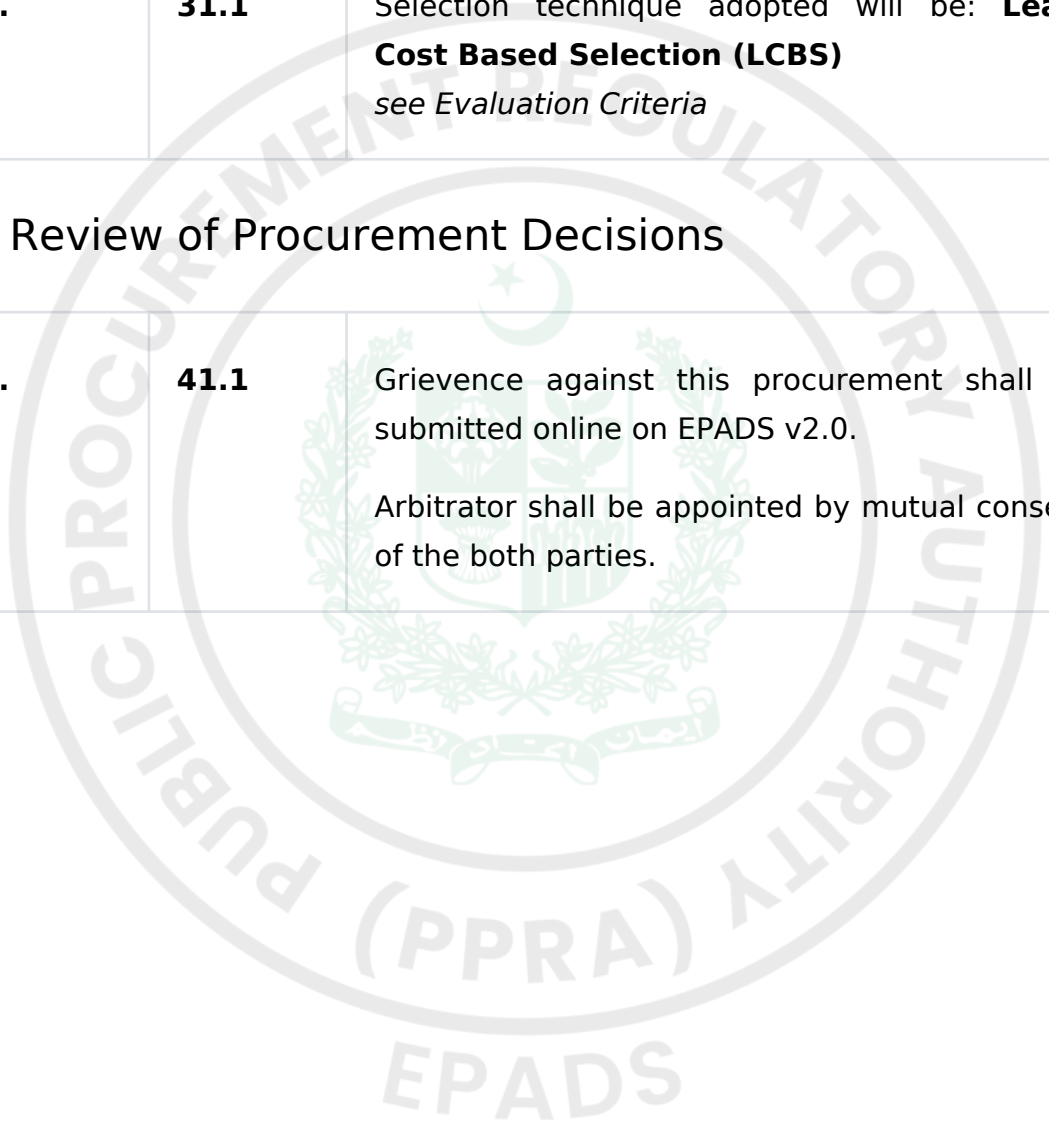 . 31.1 Selection technique adopted will be: Lea
Cost Based Selection (LCBS)
see Evaluation Criteria
Review of Procurement Decisions
. 41.1 Grievence against this procurement shall
submitted online on EPADS v2.0.
Arbitrator shall be appointed by mutual conse
of the both parties.
PUBLIC PROCUREMENT REGULATORY AUTHORITY
(PPRA)
EPADS